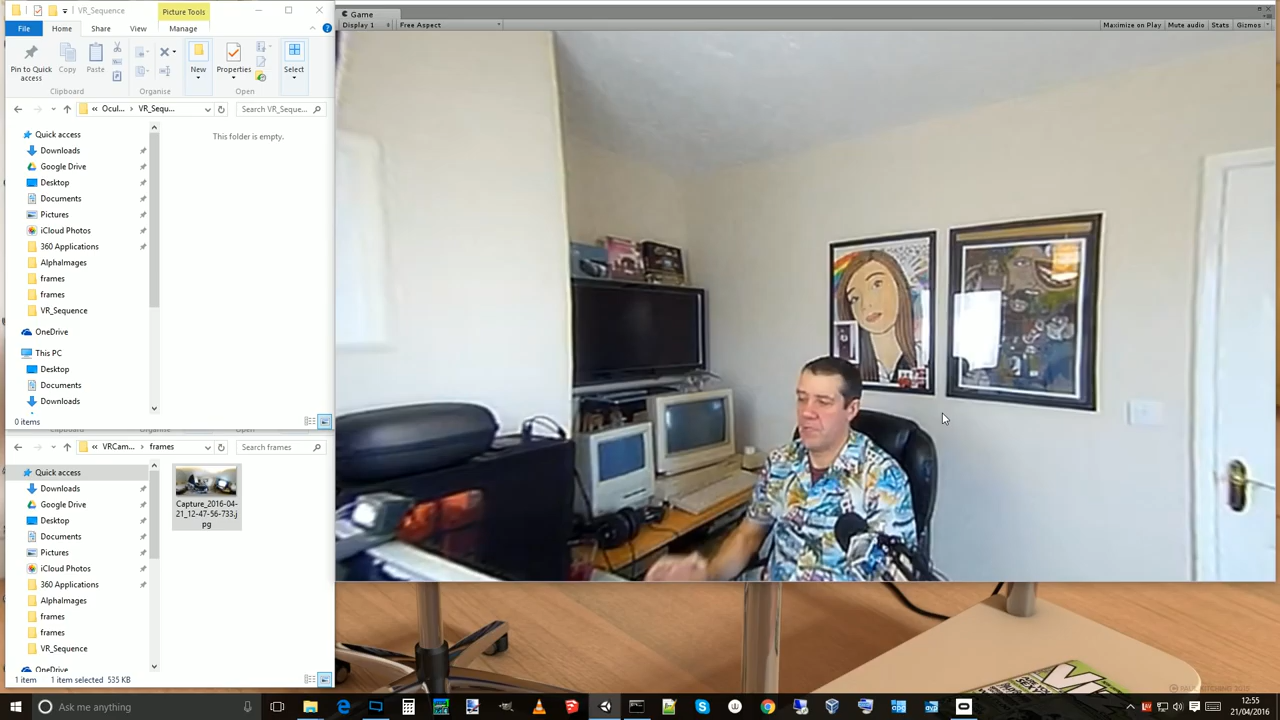 VR_Sequence
Picture Tools
File
Home
Share
View
Manage
Pin to Quick access
Copy
Paste
New
Properties
Select
Clipboard
Organise
Open
« Ocul... › VR_Sequ...
Search VR_Seque...
Quick access
Downloads
Google Drive
Desktop
Documents
Pictures
iCloud Photos
360 Applications
AlphaImages
frames
frames
VR_Sequence
OneDrive
This PC
Desktop
Documents
Downloads
This folder is empty.
0 items
« VRCam... › frames
Search frames
Quick access
Downloads
Google Drive
Desktop
Documents
Pictures
iCloud Photos
360 Applications
AlphaImages
frames
frames
VR_Sequence
OneDrive
Capture_2016-04-
21_12-47-56-733.j
pg
1 item
1 item selected 535 KB
Game
Display 1
Free Aspect
Maximize on Play
Mute audio
Stats
Gizmos
Ask me anything
12:55
21/04/2016